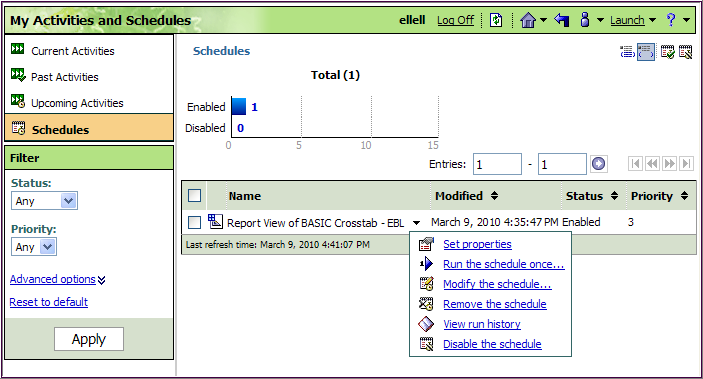 My Activities and Schedules
ellell Log Off Launch ?
Current Activities
Past Activities
Upcoming Activities
Schedules
Filter
Status:
Any
Priority:
Any
Advanced options
Reset to default
Apply
Schedules
Total (1)
Enabled 1
Disabled 0
0 5 10 15
Entries: 1 - 1
Name Modified Status Priority
Report View of BASIC Crosstab - EBL March 9, 2010 4:35:47 PM Enabled 3
Last refresh time: March 9, 2010 4:41:07 PM
Set properties
Run the schedule once...
Modify the schedule...
Remove the schedule
View run history
Disable the schedule